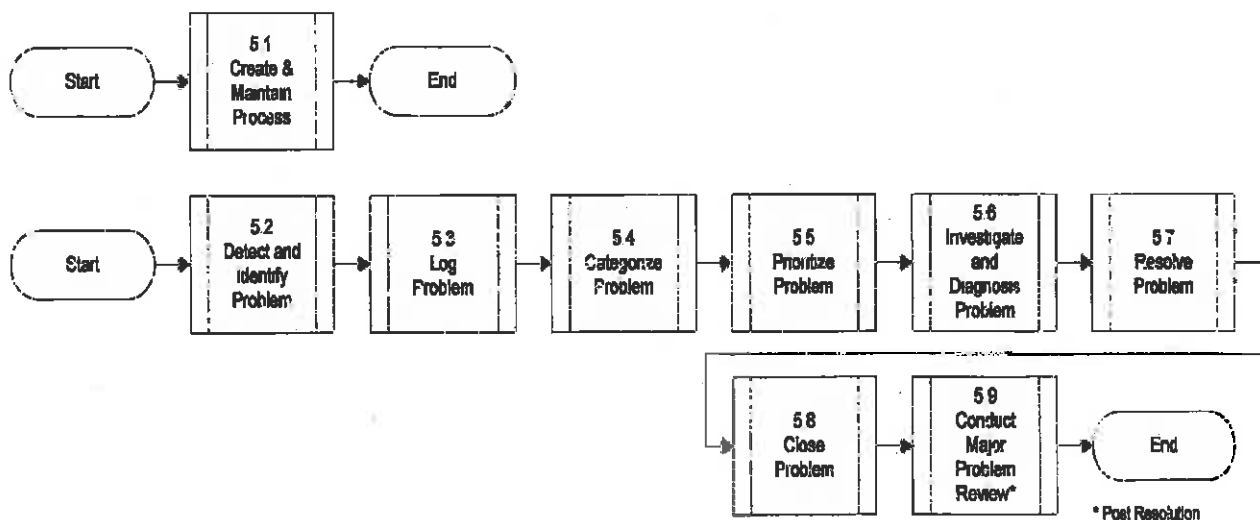 Start
5.1
Create &
Maintain
Process
End
Start
5.2
Detect and
Identify
Problem
5.3
Log
Problem
5.4
Categorize
Problem
5.5
Prioritize
Problem
5.6
Investigate
and
Diagnosis
Problem
5.7
Resolve
Problem
5.8
Close
Problem
5.9
Conduct
Major
Problem
Review*
End
* Post Resolution